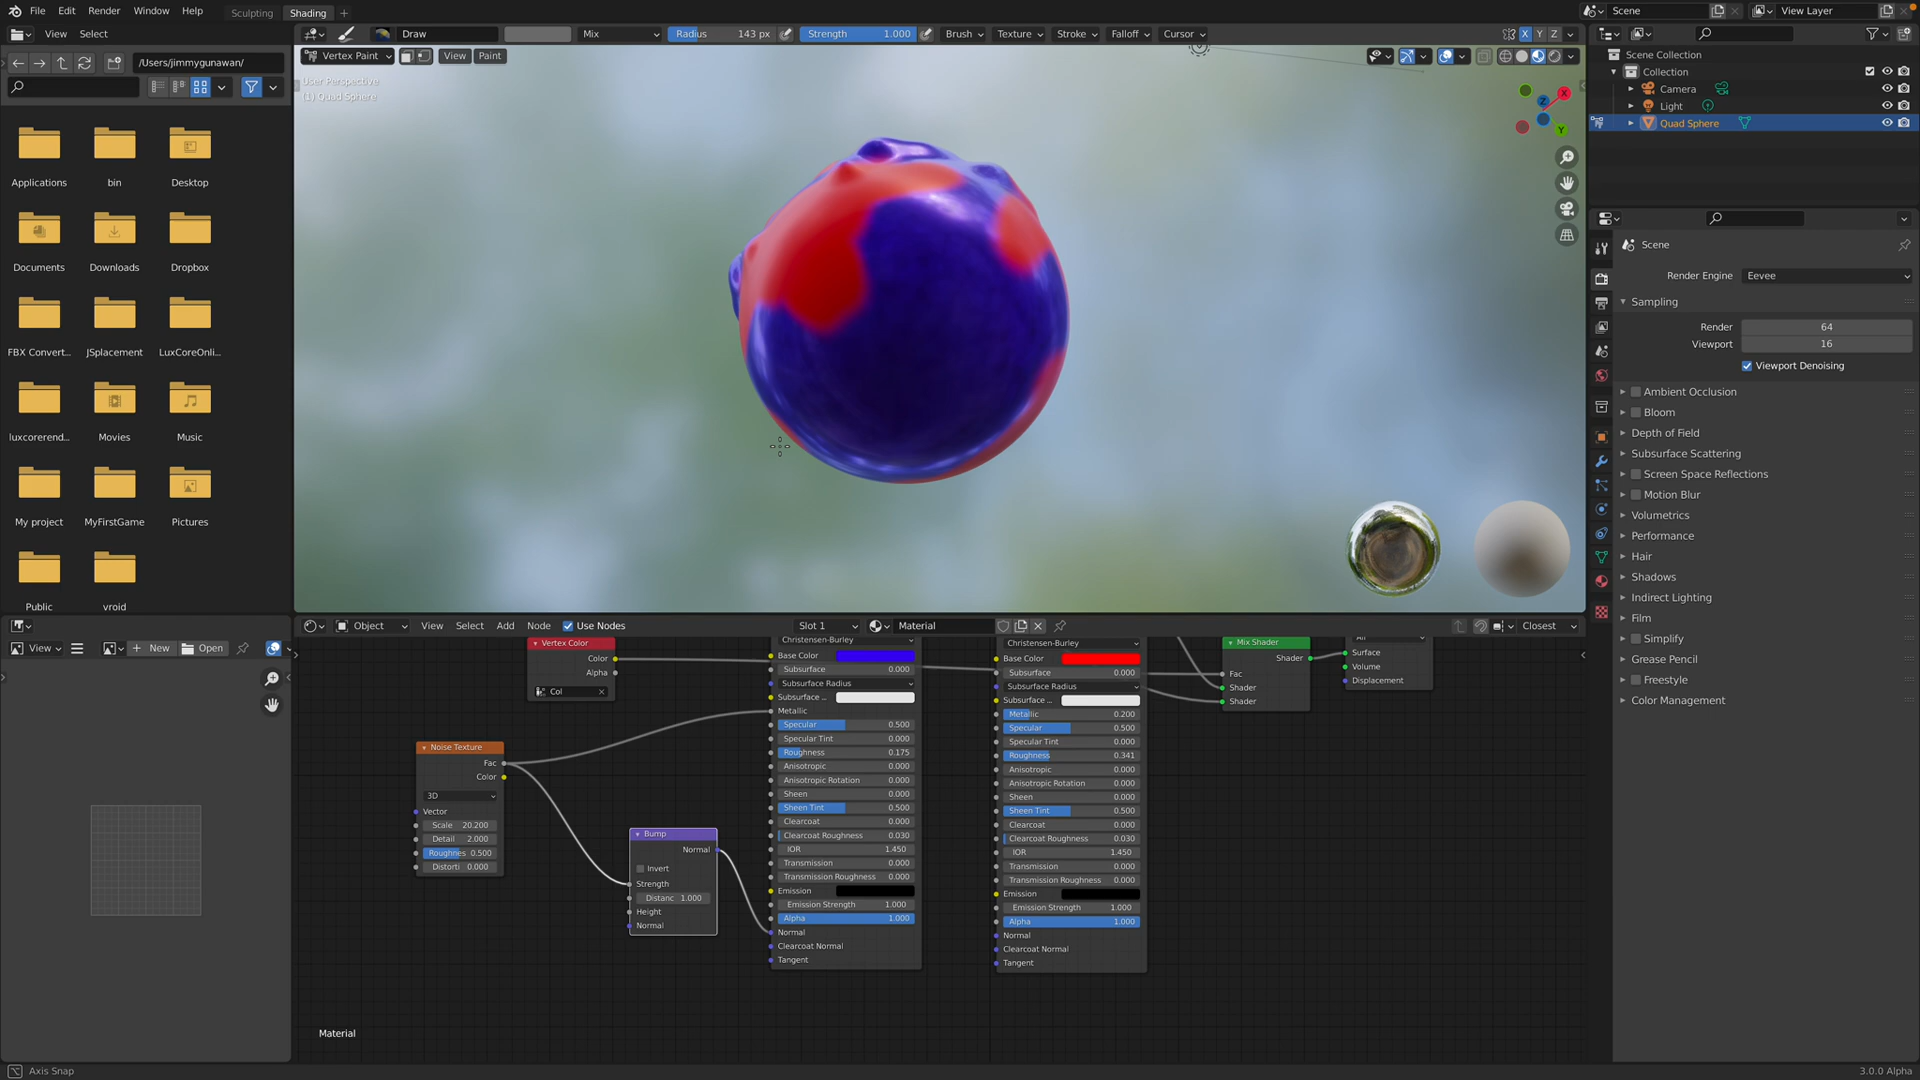 File Edit Render Window Help Sculpting Shading + Scene View Layer
View Select Draw Mix Radius 143 px Strength 1.000 Brush Texture Stroke Falloff Cursor X Y Z
/Users/jimmygunawan/ Vertex Paint View Paint
User Perspective
(1) Quad Sphere
Applications bin Desktop
Documents Downloads Dropbox
FBX Convert... JSplacement LuxCoreOnli...
luxcorerend... Movies Music
My project MyFirstGame Pictures
Public vroid
X
Z
Y
Scene Collection
Collection
Camera
Light
Quad Sphere
Scene
Render Engine Eevee
Sampling
Render 64
Viewport 16
Viewport Denoising
Ambient Occlusion
Bloom
Depth of Field
Subsurface Scattering
Screen Space Reflections
Motion Blur
Volumetrics
Performance
Hair
Shadows
Indirect Lighting
Film
Simplify
Grease Pencil
Freestyle
Color Management
View New Open
Object View Select Add Node Use Nodes Slot 1 Material Closest
Vertex Color
Color
Alpha
Col
Noise Texture
Fac
Color
3D
Vector
Scale 20.200
Detail 2.000
Roughnes 0.500
Distorti 0.000
Bump
Normal
Invert
Strength
Distanc 1.000
Height
Normal
Christensen-Burley
Base Color
Subsurface 0.000
Subsurface Radius
Subsurface ..
Metallic
Specular 0.500
Specular Tint 0.000
Roughness 0.175
Anisotropic 0.000
Anisotropic Rotation 0.000
Sheen 0.000
Sheen Tint 0.500
Clearcoat 0.000
Clearcoat Roughness 0.030
IOR 1.450
Transmission 0.000
Transmission Roughness 0.000
Emission
Emission Strength 1.000
Alpha 1.000
Normal
Clearcoat Normal
Tangent
Christensen-Burley
Base Color
Subsurface 0.000
Subsurface Radius
Subsurface ..
Metallic 0.200
Specular 0.500
Specular Tint 0.000
Roughness 0.341
Anisotropic 0.000
Anisotropic Rotation 0.000
Sheen 0.000
Sheen Tint 0.500
Clearcoat 0.000
Clearcoat Roughness 0.030
IOR 1.450
Transmission 0.000
Transmission Roughness 0.000
Emission
Emission Strength 1.000
Alpha 1.000
Normal
Clearcoat Normal
Tangent
Mix Shader
Shader
Fac
Shader
Shader
All
Surface
Volume
Displacement
Material
Axis Snap 3.0.0 Alpha